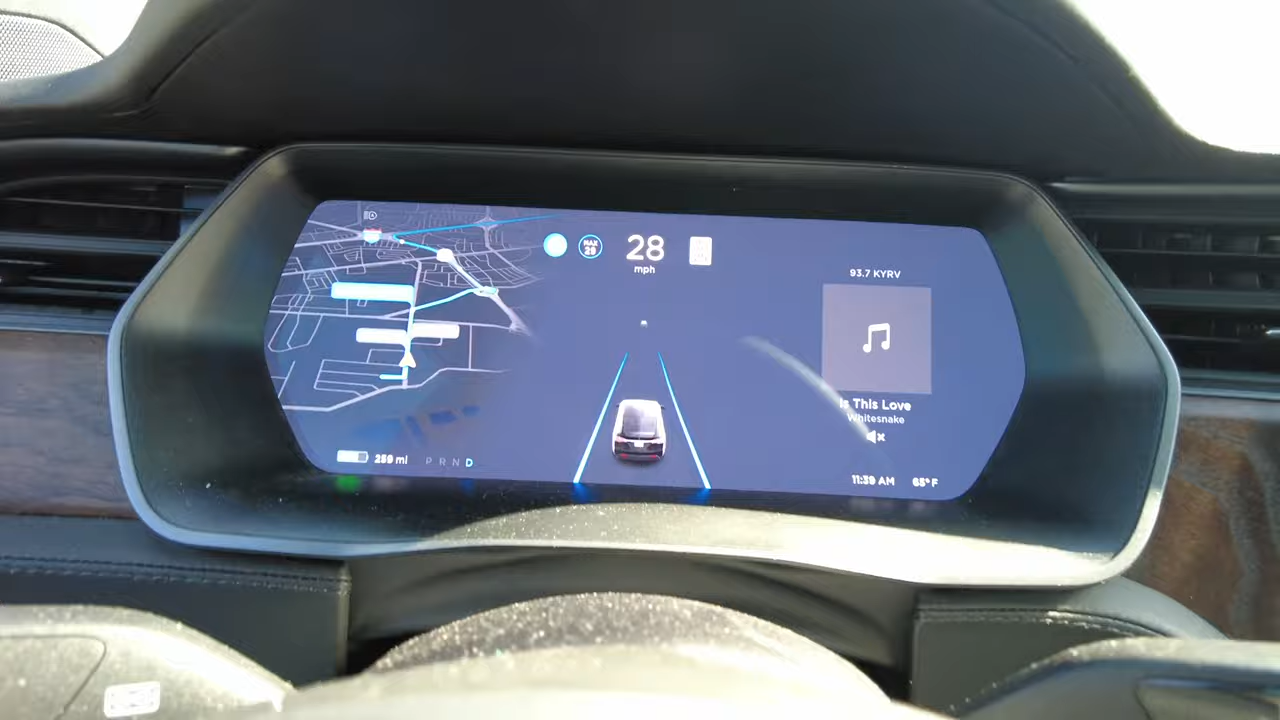 MAX
28
28
mph
93.7 KYRV
Is This Love
Whitesnake
259 mi
P R N D
11:39 AM
65° F